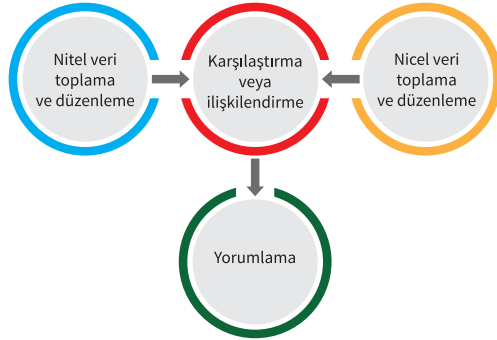 Nitel veri
toplama
ve düzenleme
Karşılaştırma
veya
ilişkilendirme
Nicel veri
toplama
ve düzenleme
Yorumlama